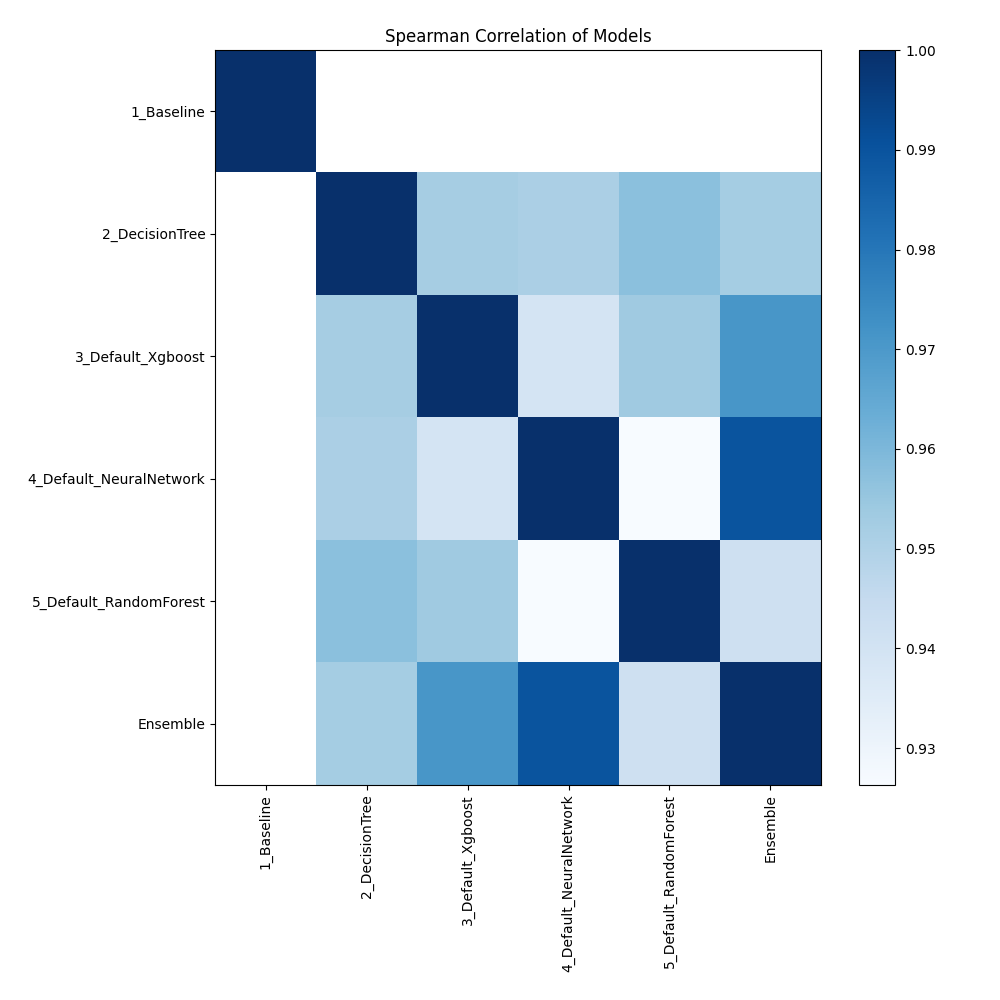 Spearman Correlation of Models
1_Baseline
2_DecisionTree
3_Default_Xgboost
4_Default_NeuralNetwork
5_Default_RandomForest
Ensemble
1_Baseline
2_DecisionTree
3_Default_Xgboost
4_Default_NeuralNetwork
5_Default_RandomForest
Ensemble
1.00
0.99
0.98
0.97
0.96
0.95
0.94
0.93